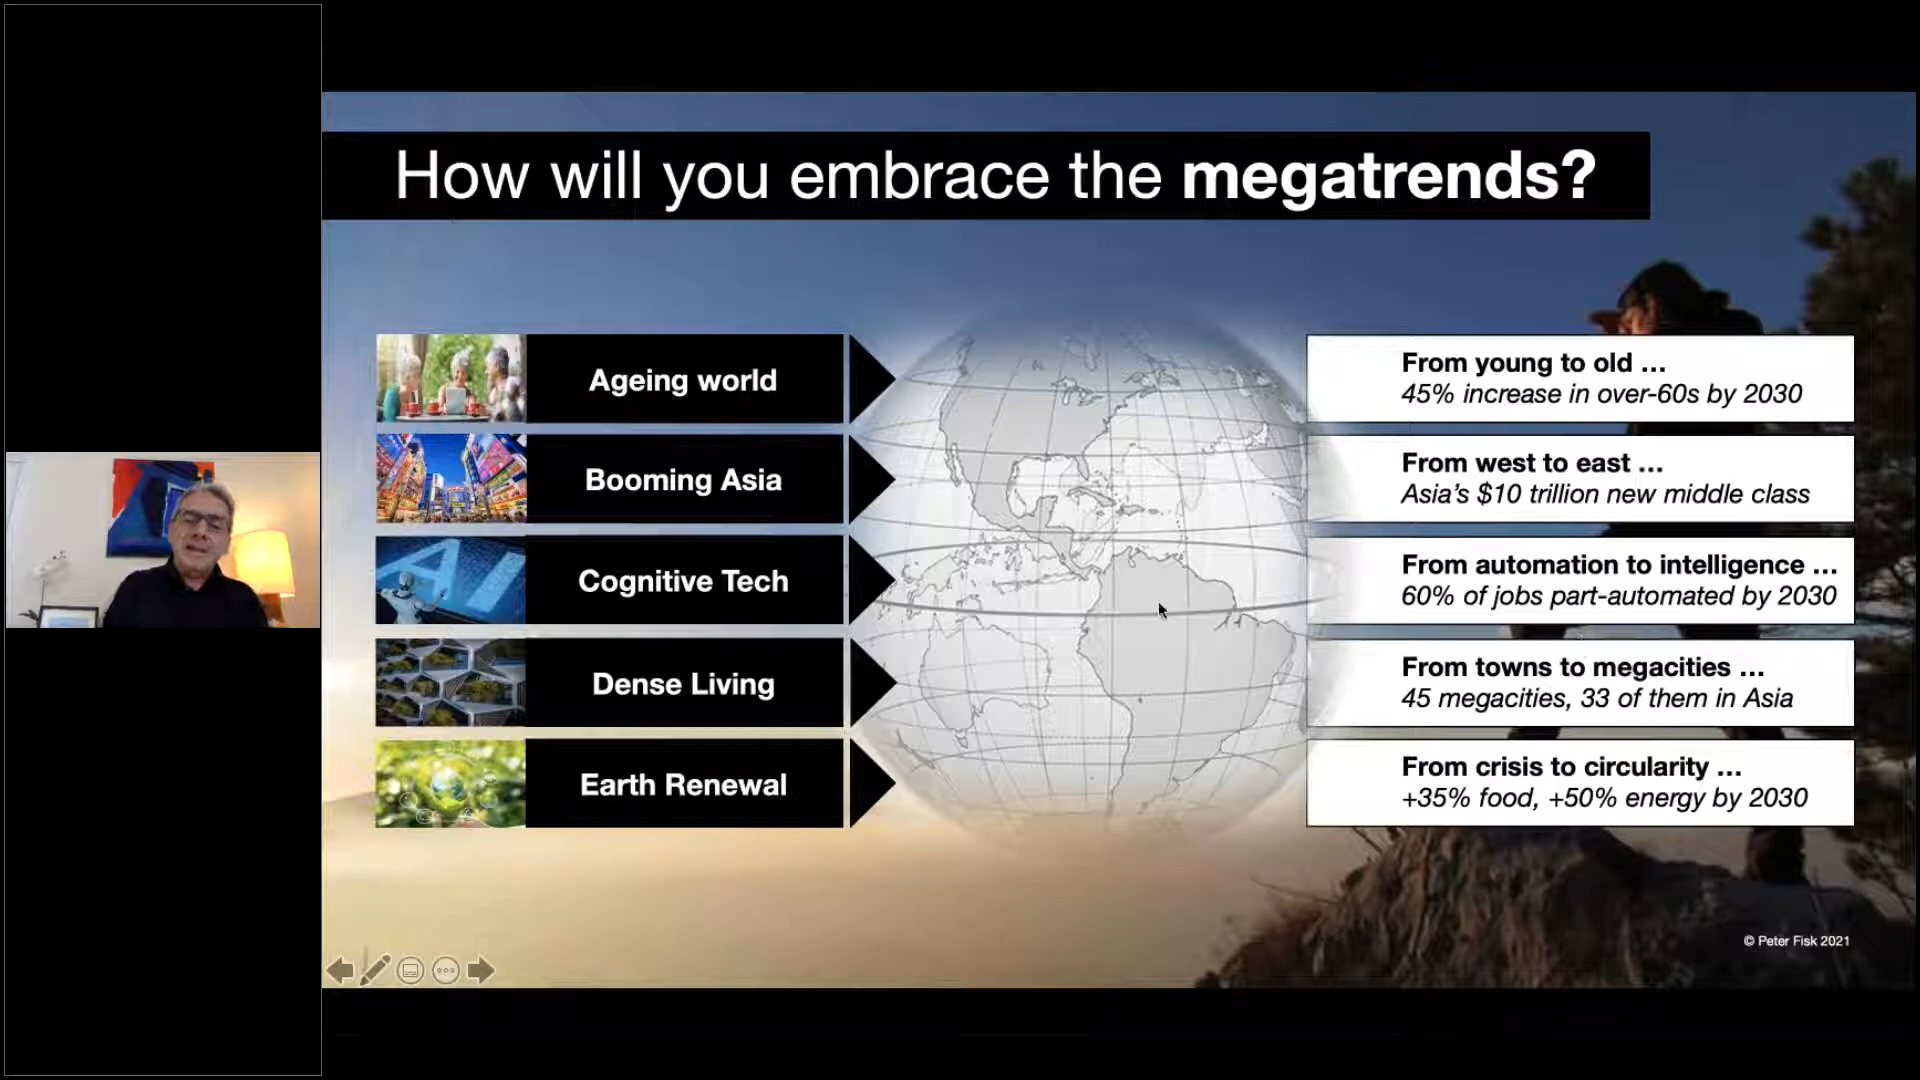 How will you embrace the megatrends?
Ageing world
From young to old ...
45% increase in over-60s by 2030
Booming Asia
From west to east ...
Asia's $10 trillion new middle class
AI
Cognitive Tech
From automation to intelligence ...
60% of jobs part-automated by 2030
Dense Living
From towns to megacities ...
45 megacities, 33 of them in Asia
Earth Renewal
From crisis to circularity ...
+35% food, +50% energy by 2030
© Peter Fisk 2021